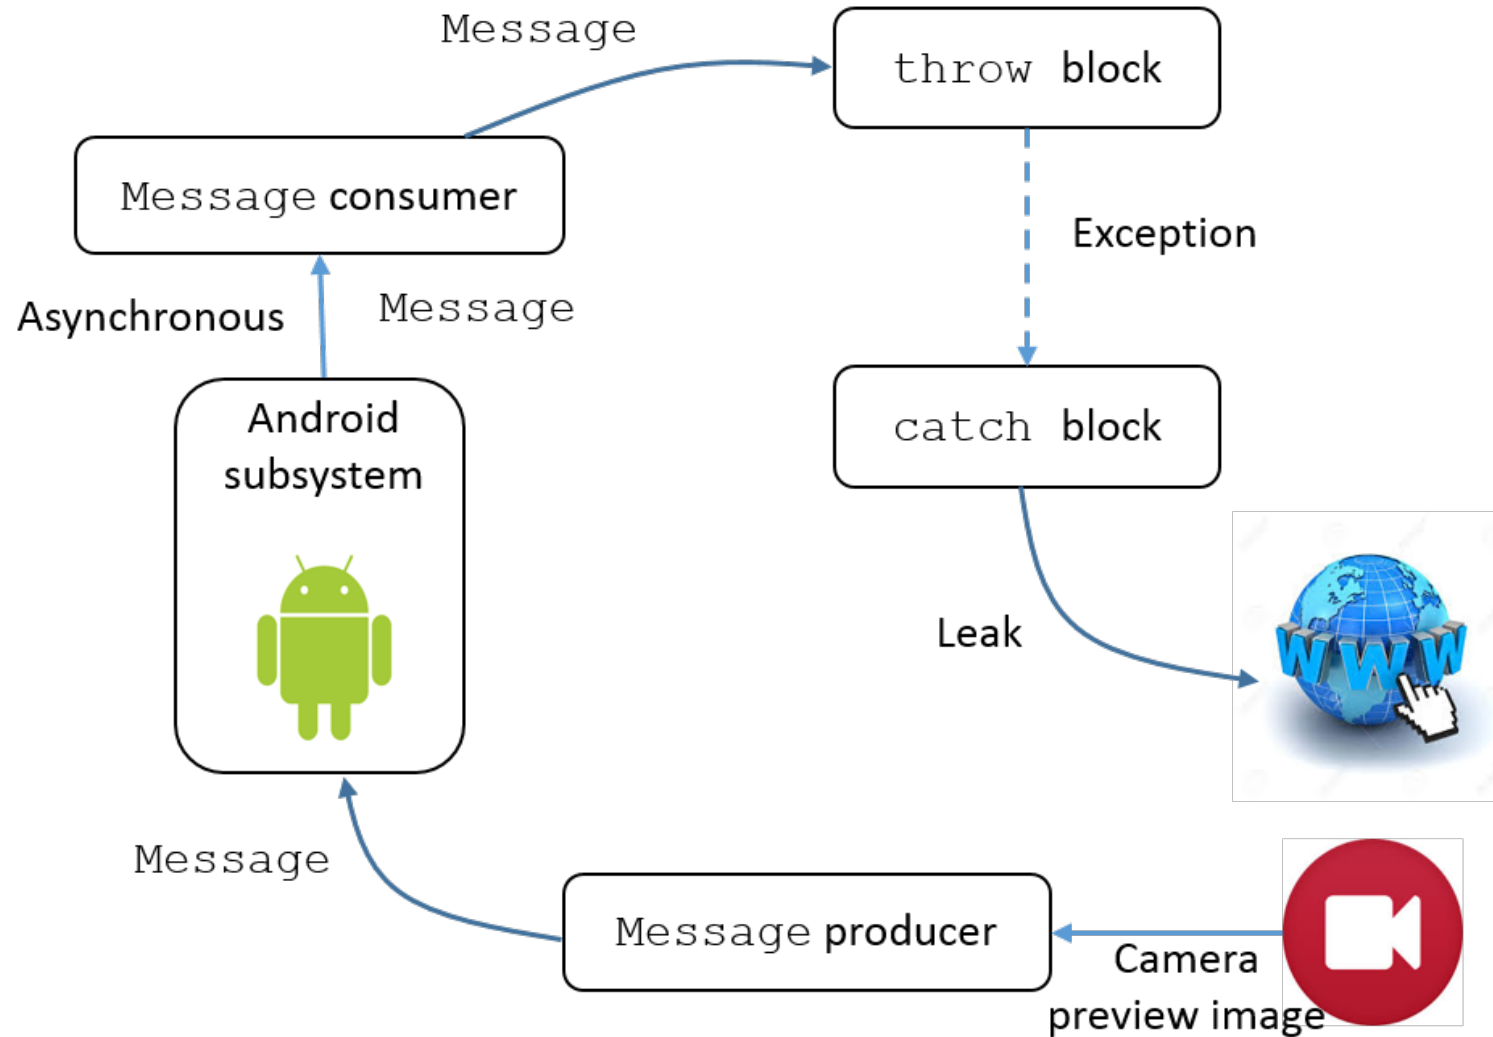 Message
throw block
Message consumer
Exception
Asynchronous
Message
Android
subsystem
catch block
Leak
WWW
Message
Message producer
Camera
preview image